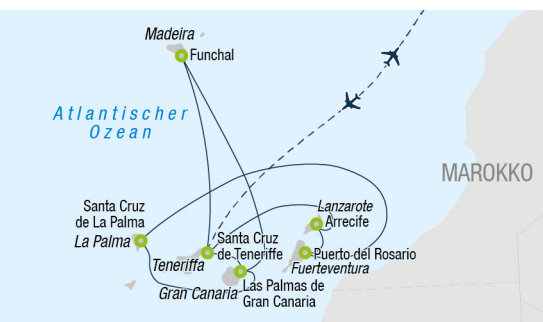 Madeira
Funchal
Atlantischer
Ozean
MAROKKO
Santa Cruz
de La Palma
La Palma
Lanzarote
Arrecife
Santa Cruz
de Teneriffe
Teneriffa
Puerto del Rosario
Fuerteventura
Gran Canaria
Las Palmas de
Gran Canaria